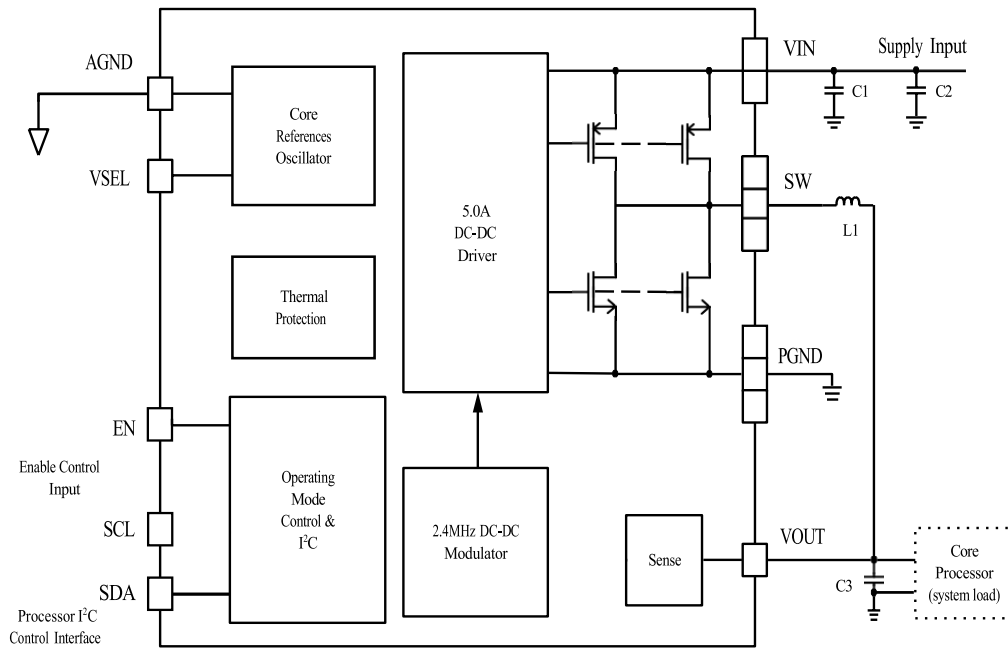 AGND
VSEL
EN
Enable Control
Input
SCL
SDA
Processor I²C
Control Interface
Core
References
Oscillator
Thermal
Protection
Operating
Mode
Control &
I²C
5.0A
DC-DC
Driver
2.4MHz DC-DC
Modulator
Sense
VIN
Supply Input
C1
C2
SW
L1
PGND
VOUT
C3
Core
Processor
(system load)